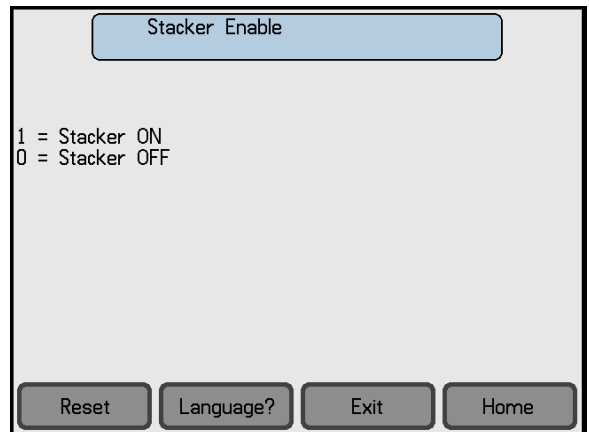 Stacker Enable
1 = Stacker ON
0 = Stacker OFF
Reset
Language?
Exit
Home